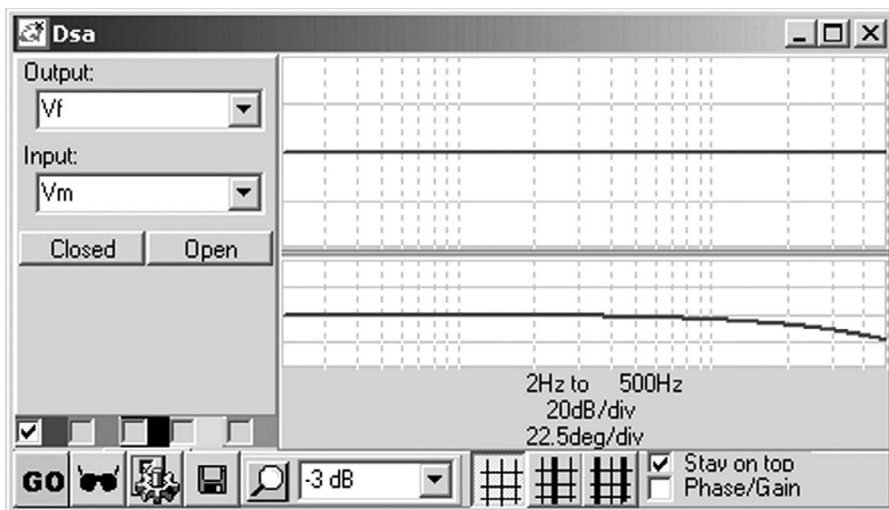 Dsa
Output:
Vf
Input:
Vm
Closed Open
2Hz to 500Hz
20dB/div
22.5deg/div
GO -3 dB Stay on top
Phase/Gain